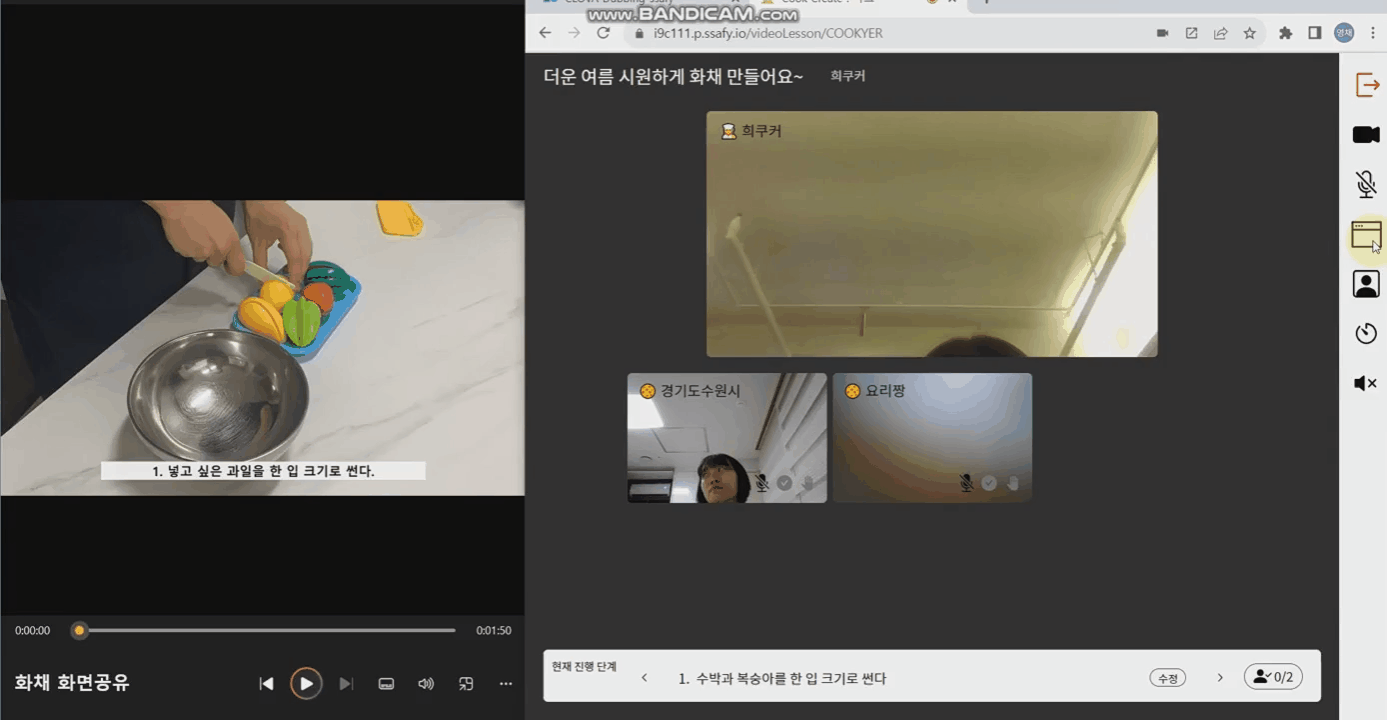 www.BANDICAM.com
i9c111.p.ssafy.io/videoLesson/COOKYER
영재
더운 여름 시원하게 화채 만들어요~ 희쿠커
희쿠커
경기도수원시
요리짱
1. 넣고 싶은 과일을 한 입 크기로 썬다.
0:00:00
0:01:50
화채 화면공유
현재 진행 단계
1. 수박과 복숭아를 한 입 크기로 썬다
수정
0/2